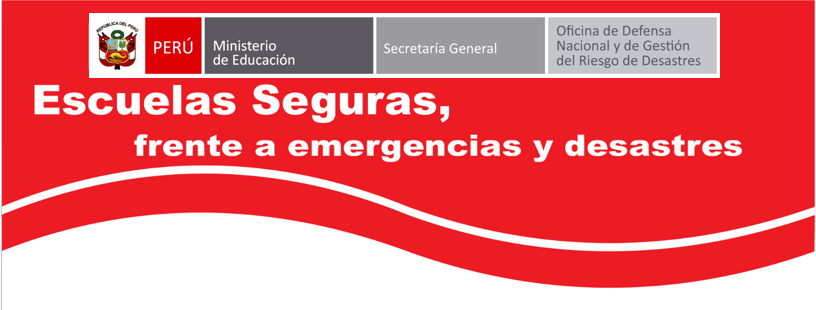 REPUBLICA DEL PERÚ
PERÚ
Ministerio
de Educación
Secretaría General
Oficina de Defensa
Nacional y de Gestión
del Riesgo de Desastres
Escuelas Seguras,
frente a emergencias y desastres